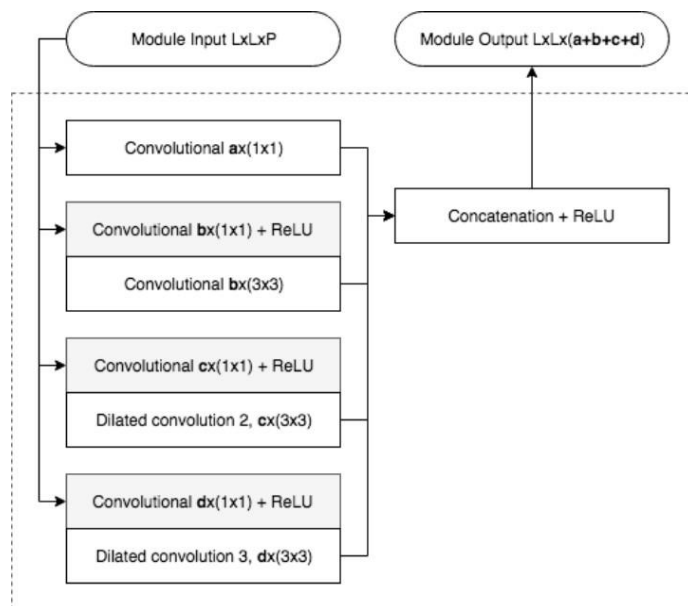 Module Input LxLxP
Module Output LxLx(a+b+c+d)
Convolutional ax(1x1)
Convolutional bx(1x1) + ReLU
Convolutional bx(3x3)
Concatenation + ReLU
Convolutional cx(1x1) + ReLU
Dilated convolution 2, cx(3x3)
Convolutional dx(1x1) + ReLU
Dilated convolution 3, dx(3x3)